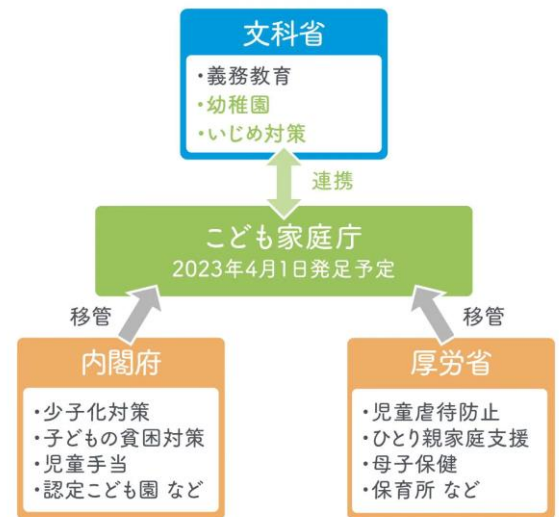 文科省
・義務教育
・幼稚園
・いじめ対策
連携
こども家庭庁
2023年4月1日発足予定
移管
移管
内閣府
・少子化対策
・子どもの貧困対策
・児童手当
・認定こども園 など
厚労省
・児童虐待防止
・ひとり親家庭支援
・母子保健
・保育所 など